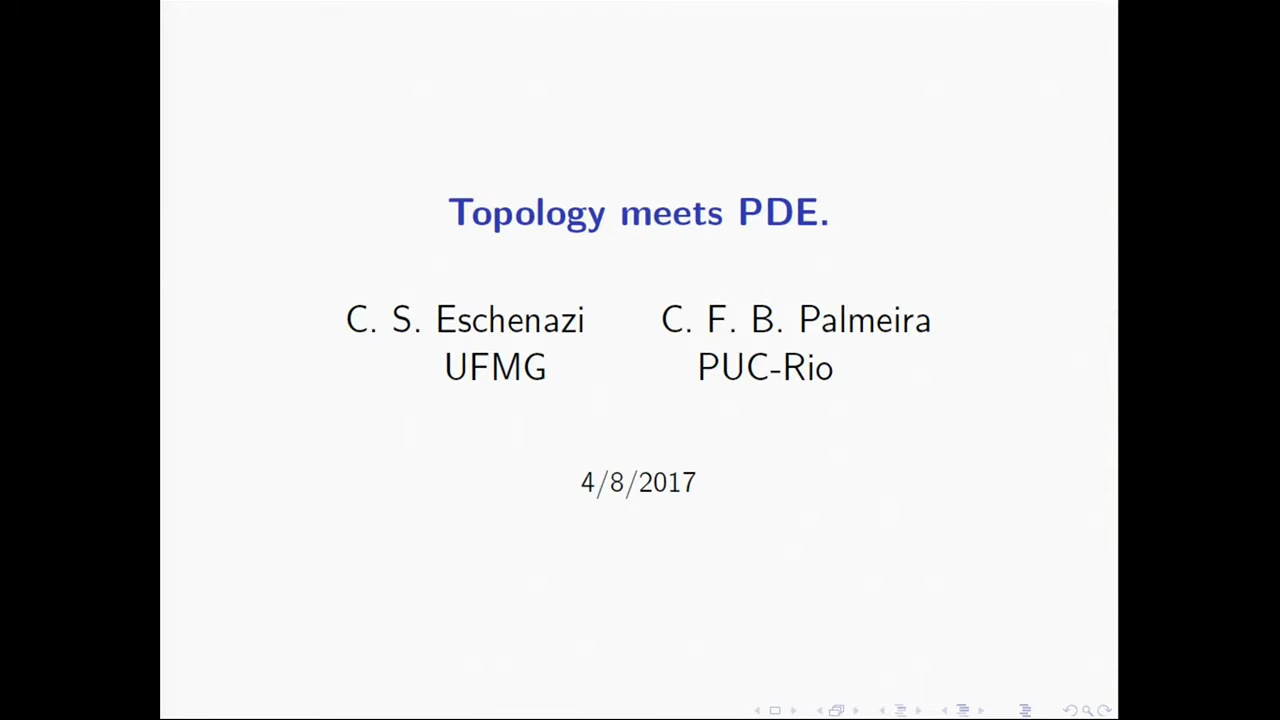 Topology meets PDE.
C. S. Eschenazi C. F. B. Palmeira
UFMG PUC-Rio
4/8/2017